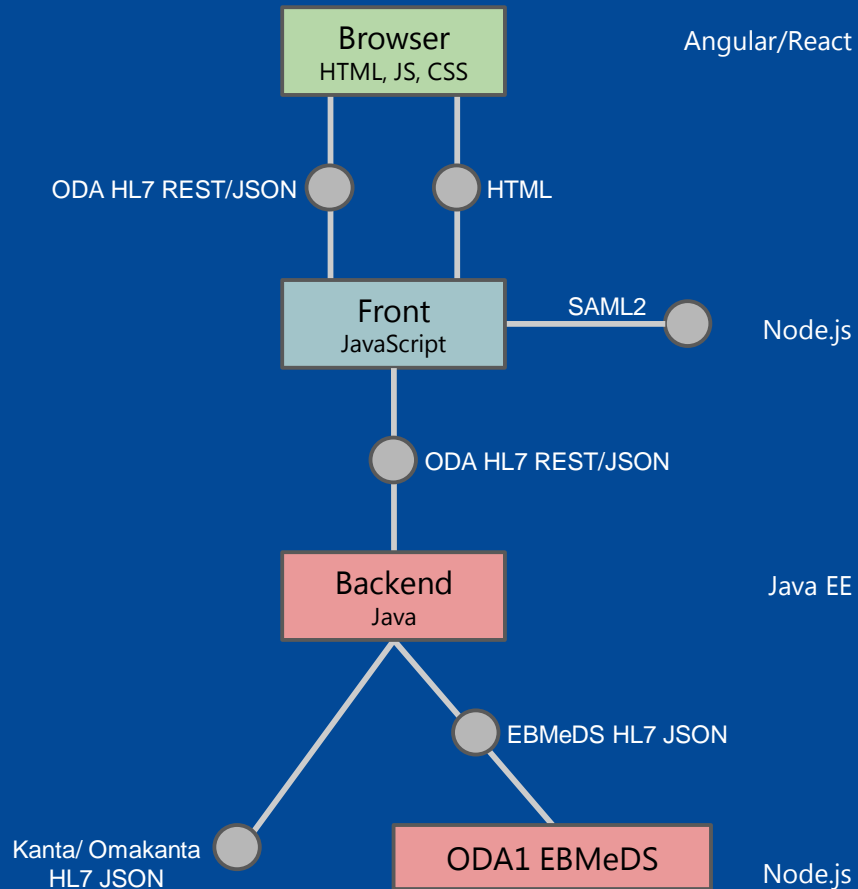 Browser
HTML, JS, CSS
Angular/React
ODA HL7 REST/JSON
HTML
Front
JavaScript
SAML2
Node.js
ODA HL7 REST/JSON
Backend
Java
Java EE
EBMeDS HL7 JSON
Kanta/ Omakanta
HL7 JSON
ODA1 EBMeDS
Node.js